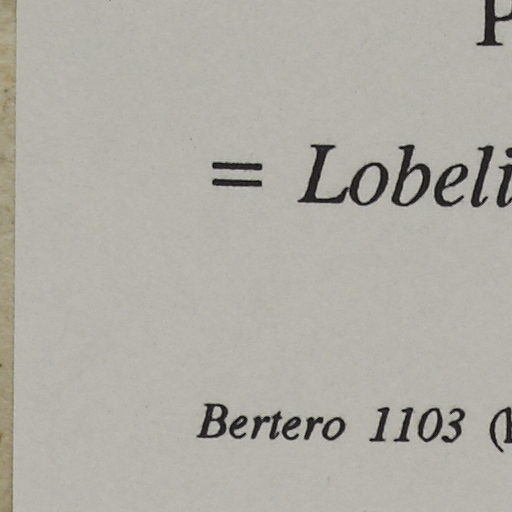 = Lobeli
Bertero 1103 (